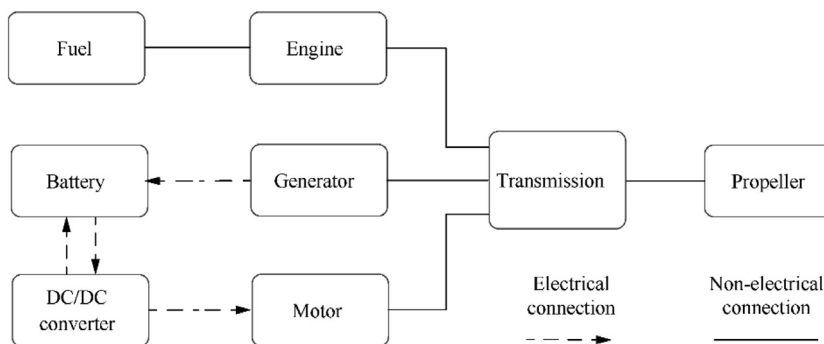 Fuel
Engine
Battery
Generator
Transmission
Propeller
DC/DC
converter
Motor
Electrical
connection
Non-electrical
connection